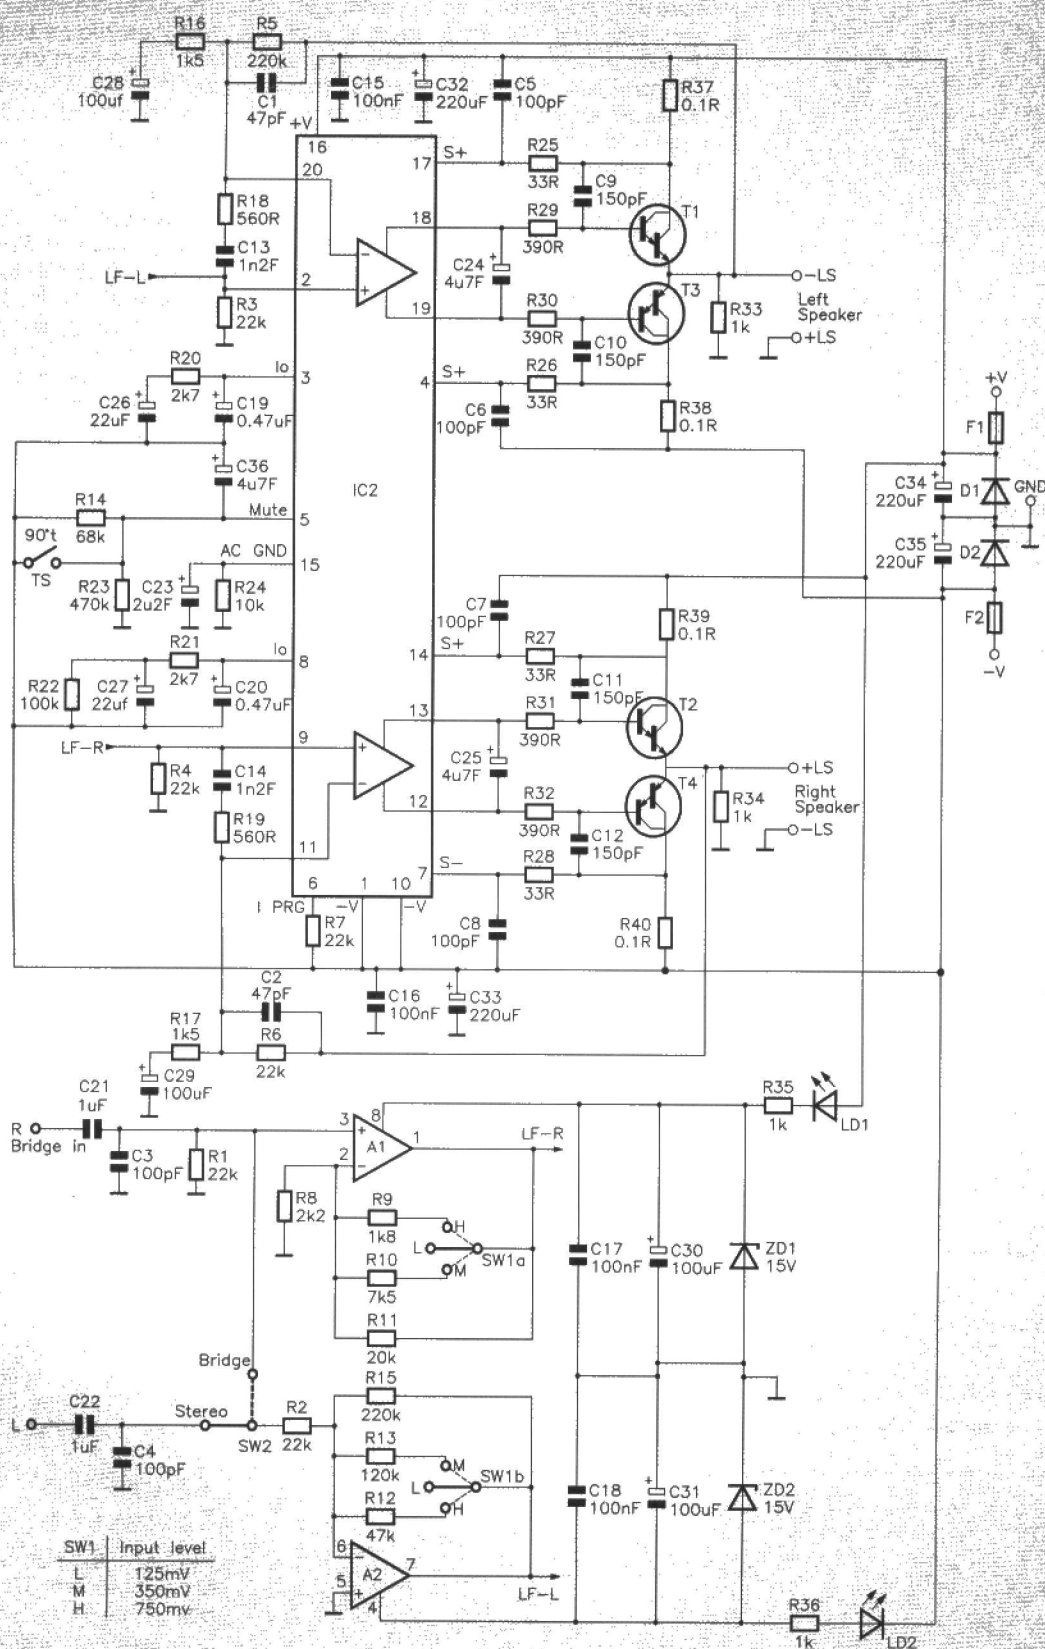 R16
1k5
R5
220k
C28
100uf
C1
47pF
C15
100nF
C32
220uF
C5
100pF
R37
0.1R
+V
16
20
17
S+
R25
33R
C9
150pF
T1
R18
560R
18
R29
390R
C13
1n2F
LF-L
2
C24
4u7F
-LS
Left
Speaker
+LS
R3
22k
19
R30
390R
T3
R33
1k
C10
150pF
R20
2k7
Io
3
4
S+
R26
33R
C26
22uF
C19
0.47uF
C6
100pF
R38
0.1R
+V
F1
C36
4u7F
IC2
C34
220uF
D1
GND
R14
68k
Mute
5
90°t
TS
AC GND
15
C35
220uF
D2
R23
470k
C23
2u2F
R24
10k
C7
100pF
R39
0.1R
F2
-V
R21
2k7
Io
8
14
S+
R27
33R
R22
100k
C27
22uf
C20
0.47uF
C11
150pF
T2
13
R31
390R
LF-R
9
R4
22k
C14
1n2F
C25
4u7F
+LS
Right
Speaker
-LS
T4
R34
1k
R19
560R
12
R32
390R
C12
150pF
11
7
S-
R28
33R
6
1
10
PRG
-V
-V
R7
22k
C8
100pF
R40
0.1R
C2
47pF
C16
100nF
C33
220uF
R17
1k5
R6
22k
C29
100uF
C21
1uF
R
Bridge in
C3
100pF
R1
22k
3
8
A1
1
2
LF-R
R35
1k
LD1
R8
2k2
R9
1k8
H
L
SW1a
M
R10
7k5
R11
20k
C17
100nF
C30
100uF
ZD1
15V
Bridge
C22
1uF
L
Stereo
SW2
R2
22k
R15
220k
C4
100pF
R13
120k
M
L
SW1b
H
R12
47k
C18
100nF
C31
100uF
ZD2
15V
6
A2
7
5
4
LF-L
R36
1k
LD2
SW1 Input level
L 125mV
M 350mV
H 750mv